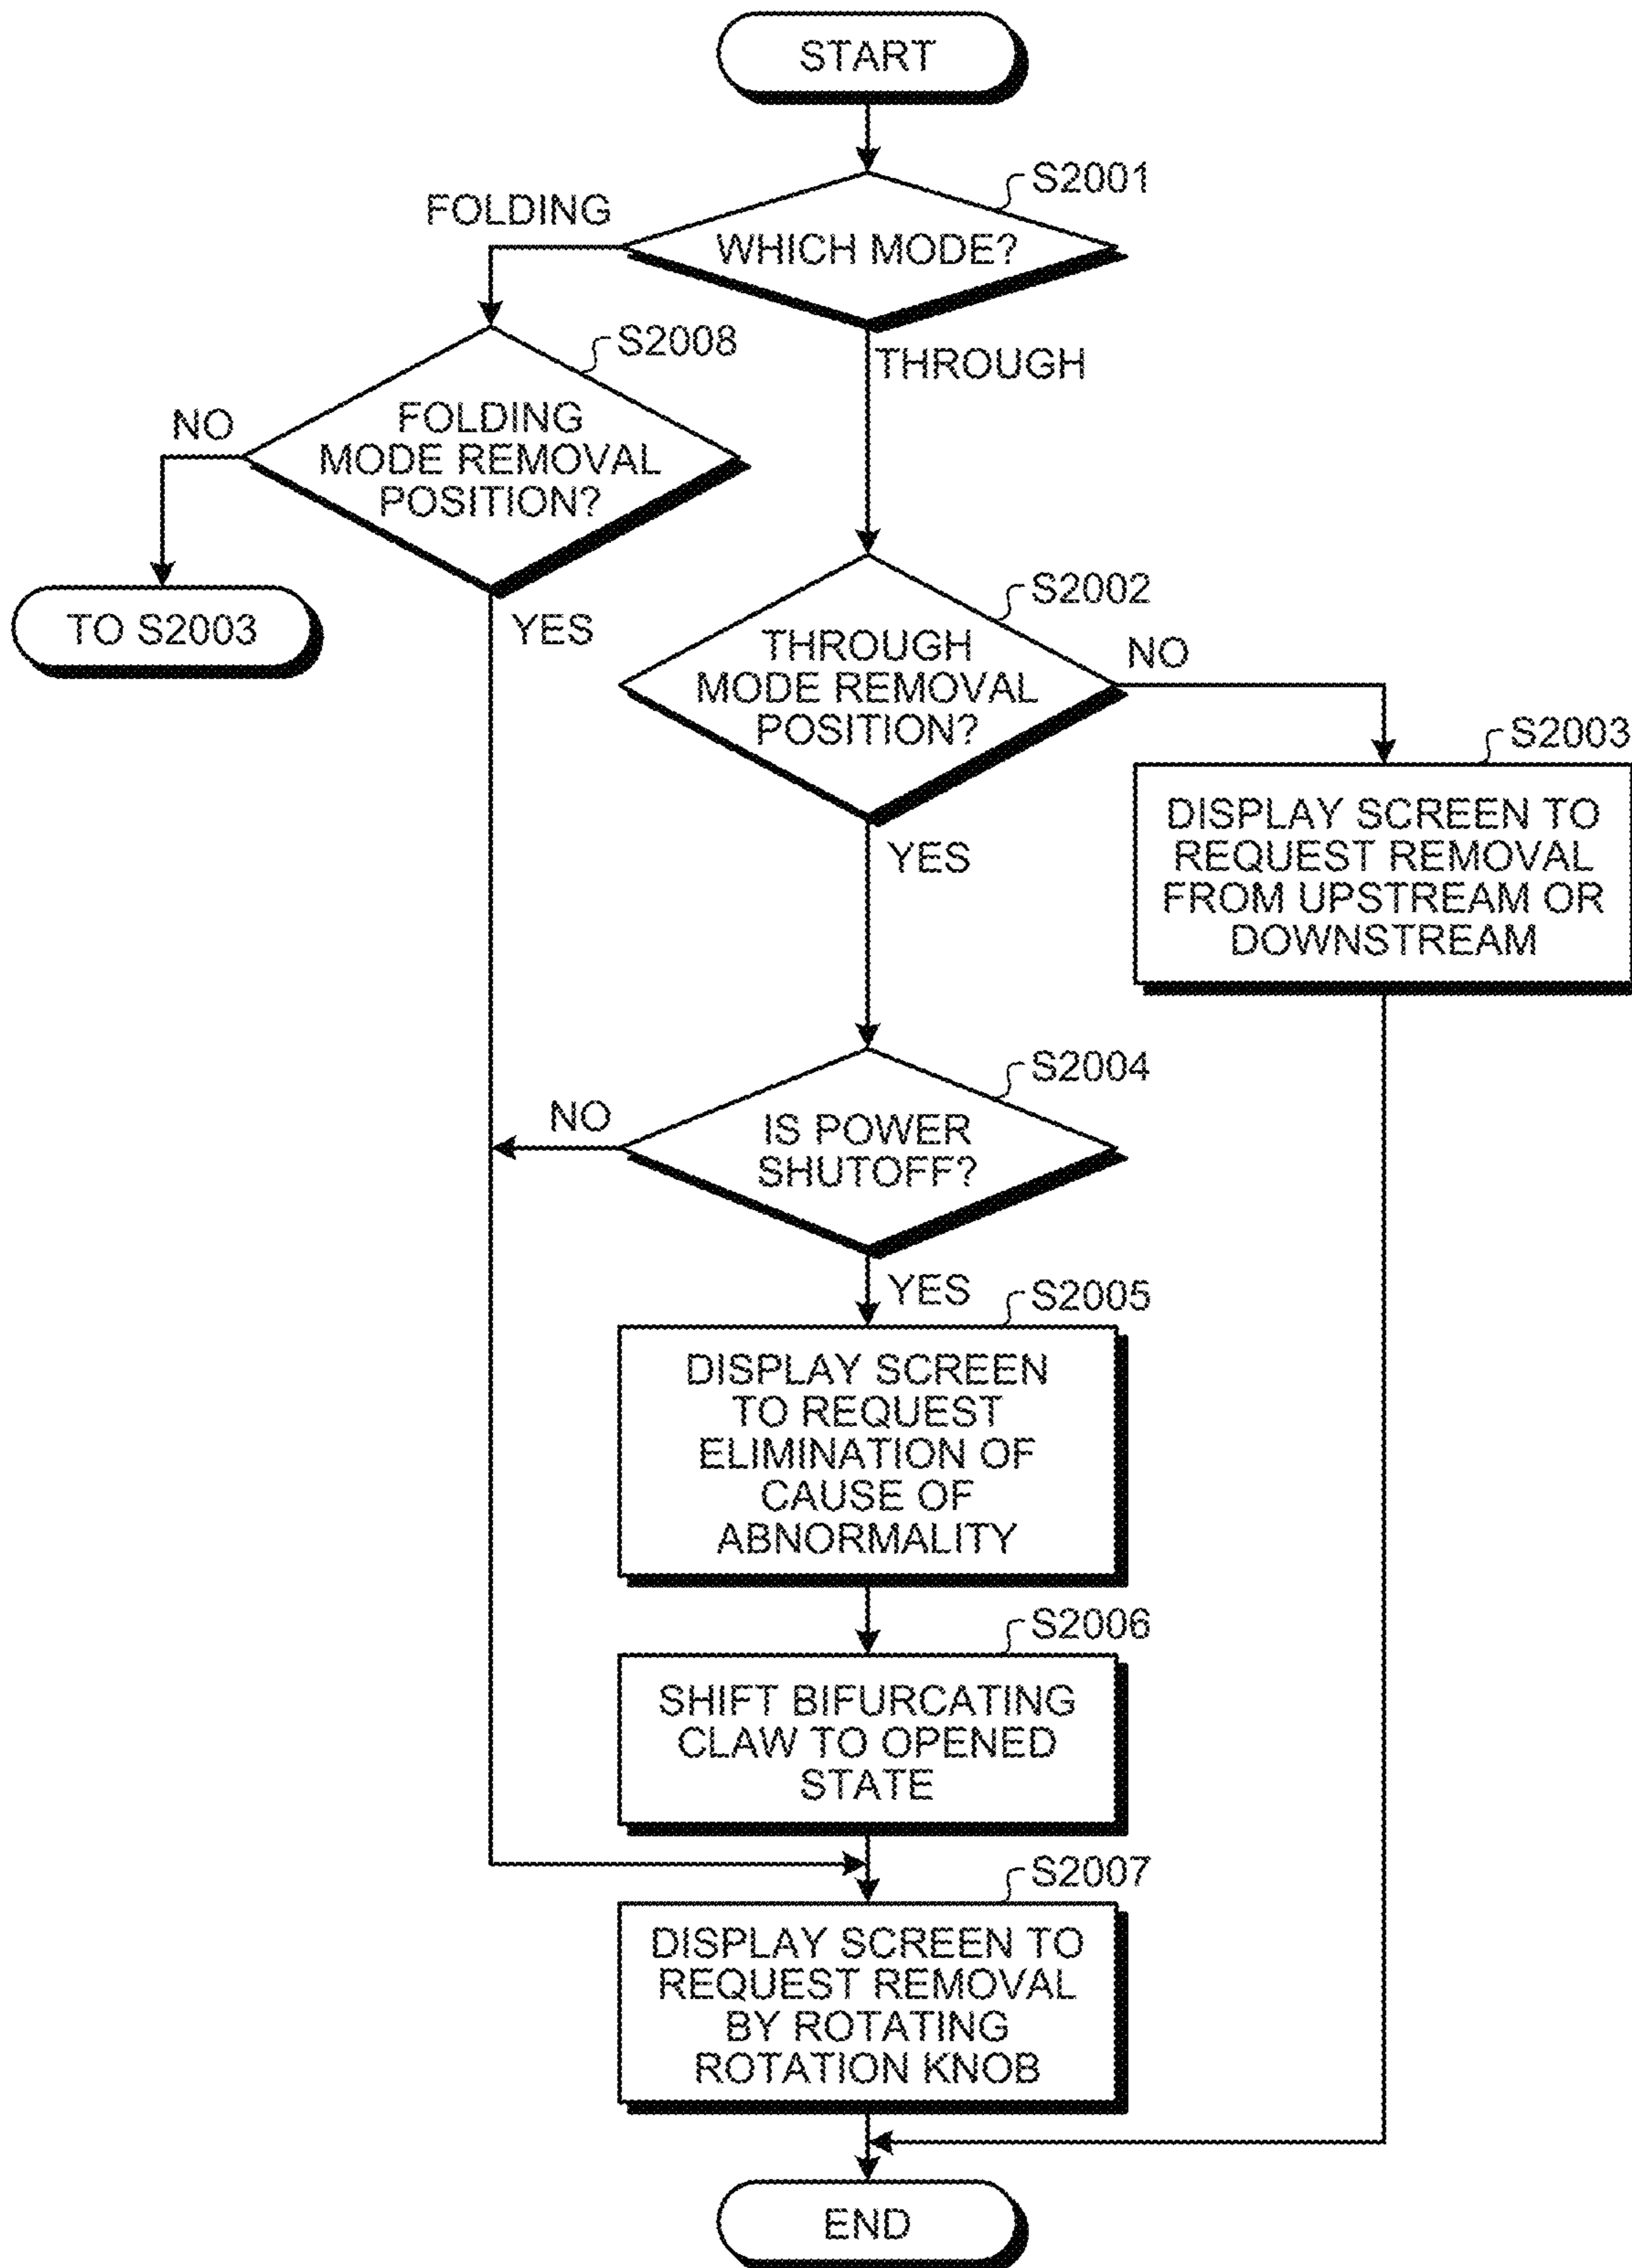 START
S2001
FOLDING
WHICH MODE?
S2008
THROUGH
NO
FOLDING
MODE REMOVAL
POSITION?
TO S2003
YES
S2002
THROUGH
MODE REMOVAL
POSITION?
NO
S2003
DISPLAY SCREEN TO
REQUEST REMOVAL
FROM UPSTREAM OR
DOWNSTREAM
YES
S2004
NO
IS POWER
SHUTOFF?
YES
S2005
DISPLAY SCREEN
TO REQUEST
ELIMINATION OF
CAUSE OF
ABNORMALITY
S2006
SHIFT BIFURCATING
CLAW TO OPENED
STATE
S2007
DISPLAY SCREEN TO
REQUEST REMOVAL
BY ROTATING
ROTATION KNOB
END